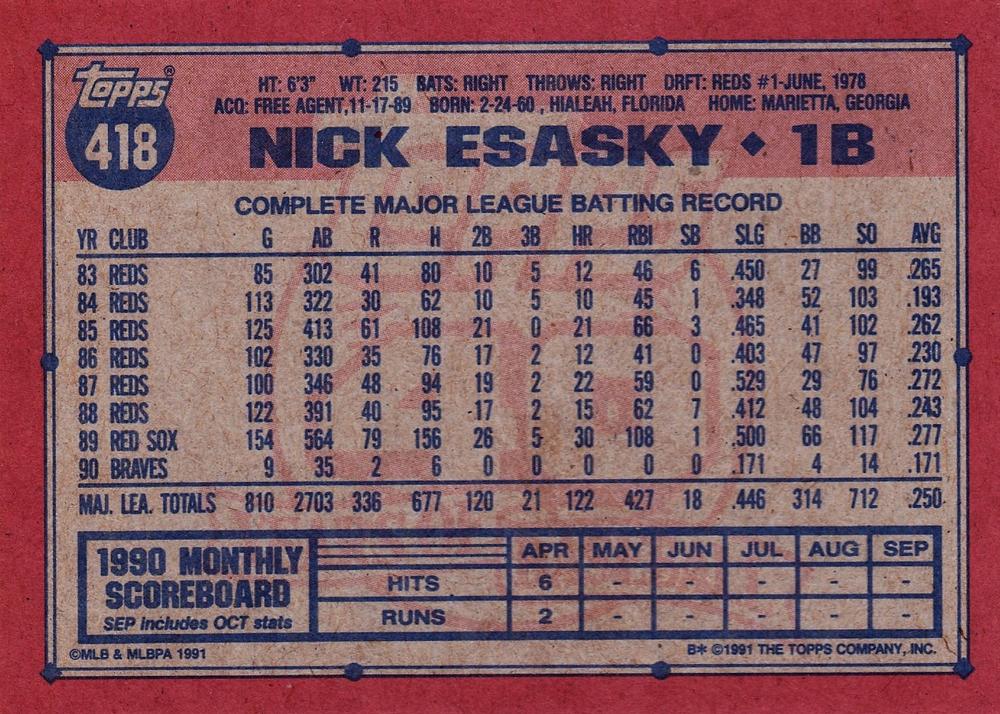 Topps®
418
HT: 6'3" WT: 215 BATS: RIGHT THROWS: RIGHT DRFT: REDS #1-JUNE, 1978
ACQ: FREE AGENT,11-17-89 BORN: 2-24-60 , HIALEAH, FLORIDA HOME: MARIETTA, GEORGIA
NICK ESASKY ◆ 1B
COMPLETE MAJOR LEAGUE BATTING RECORD
YR CLUB G AB R H 2B 3B HR RBI SB SLG BB SO AVG
83 REDS 85 302 41 80 10 5 12 46 6 .450 27 99 .265
84 REDS 113 322 30 62 10 5 10 45 1 .348 52 103 .193
85 REDS 125 413 61 108 21 0 21 66 3 .465 41 102 .262
86 REDS 102 330 35 76 17 2 12 41 0 .403 47 97 .230
87 REDS 100 346 48 94 19 2 22 59 0 .529 29 76 .272
88 REDS 122 391 40 95 17 2 15 62 7 .412 48 104 .243
89 RED SOX 154 564 79 156 26 5 30 108 1 .500 66 117 .277
90 BRAVES 9 35 2 6 0 0 0 0 0 .171 4 14 .171
MAJ. LEA. TOTALS 810 2703 336 677 120 21 122 427 18 .446 314 712 .250
1990 MONTHLY
SCOREBOARD
SEP includes OCT stats
APR MAY JUN JUL AUG SEP
HITS 6 - - - - -
RUNS 2 - - - - -
©MLB & MLBPA 1991
B* ©1991 THE TOPPS COMPANY, INC.